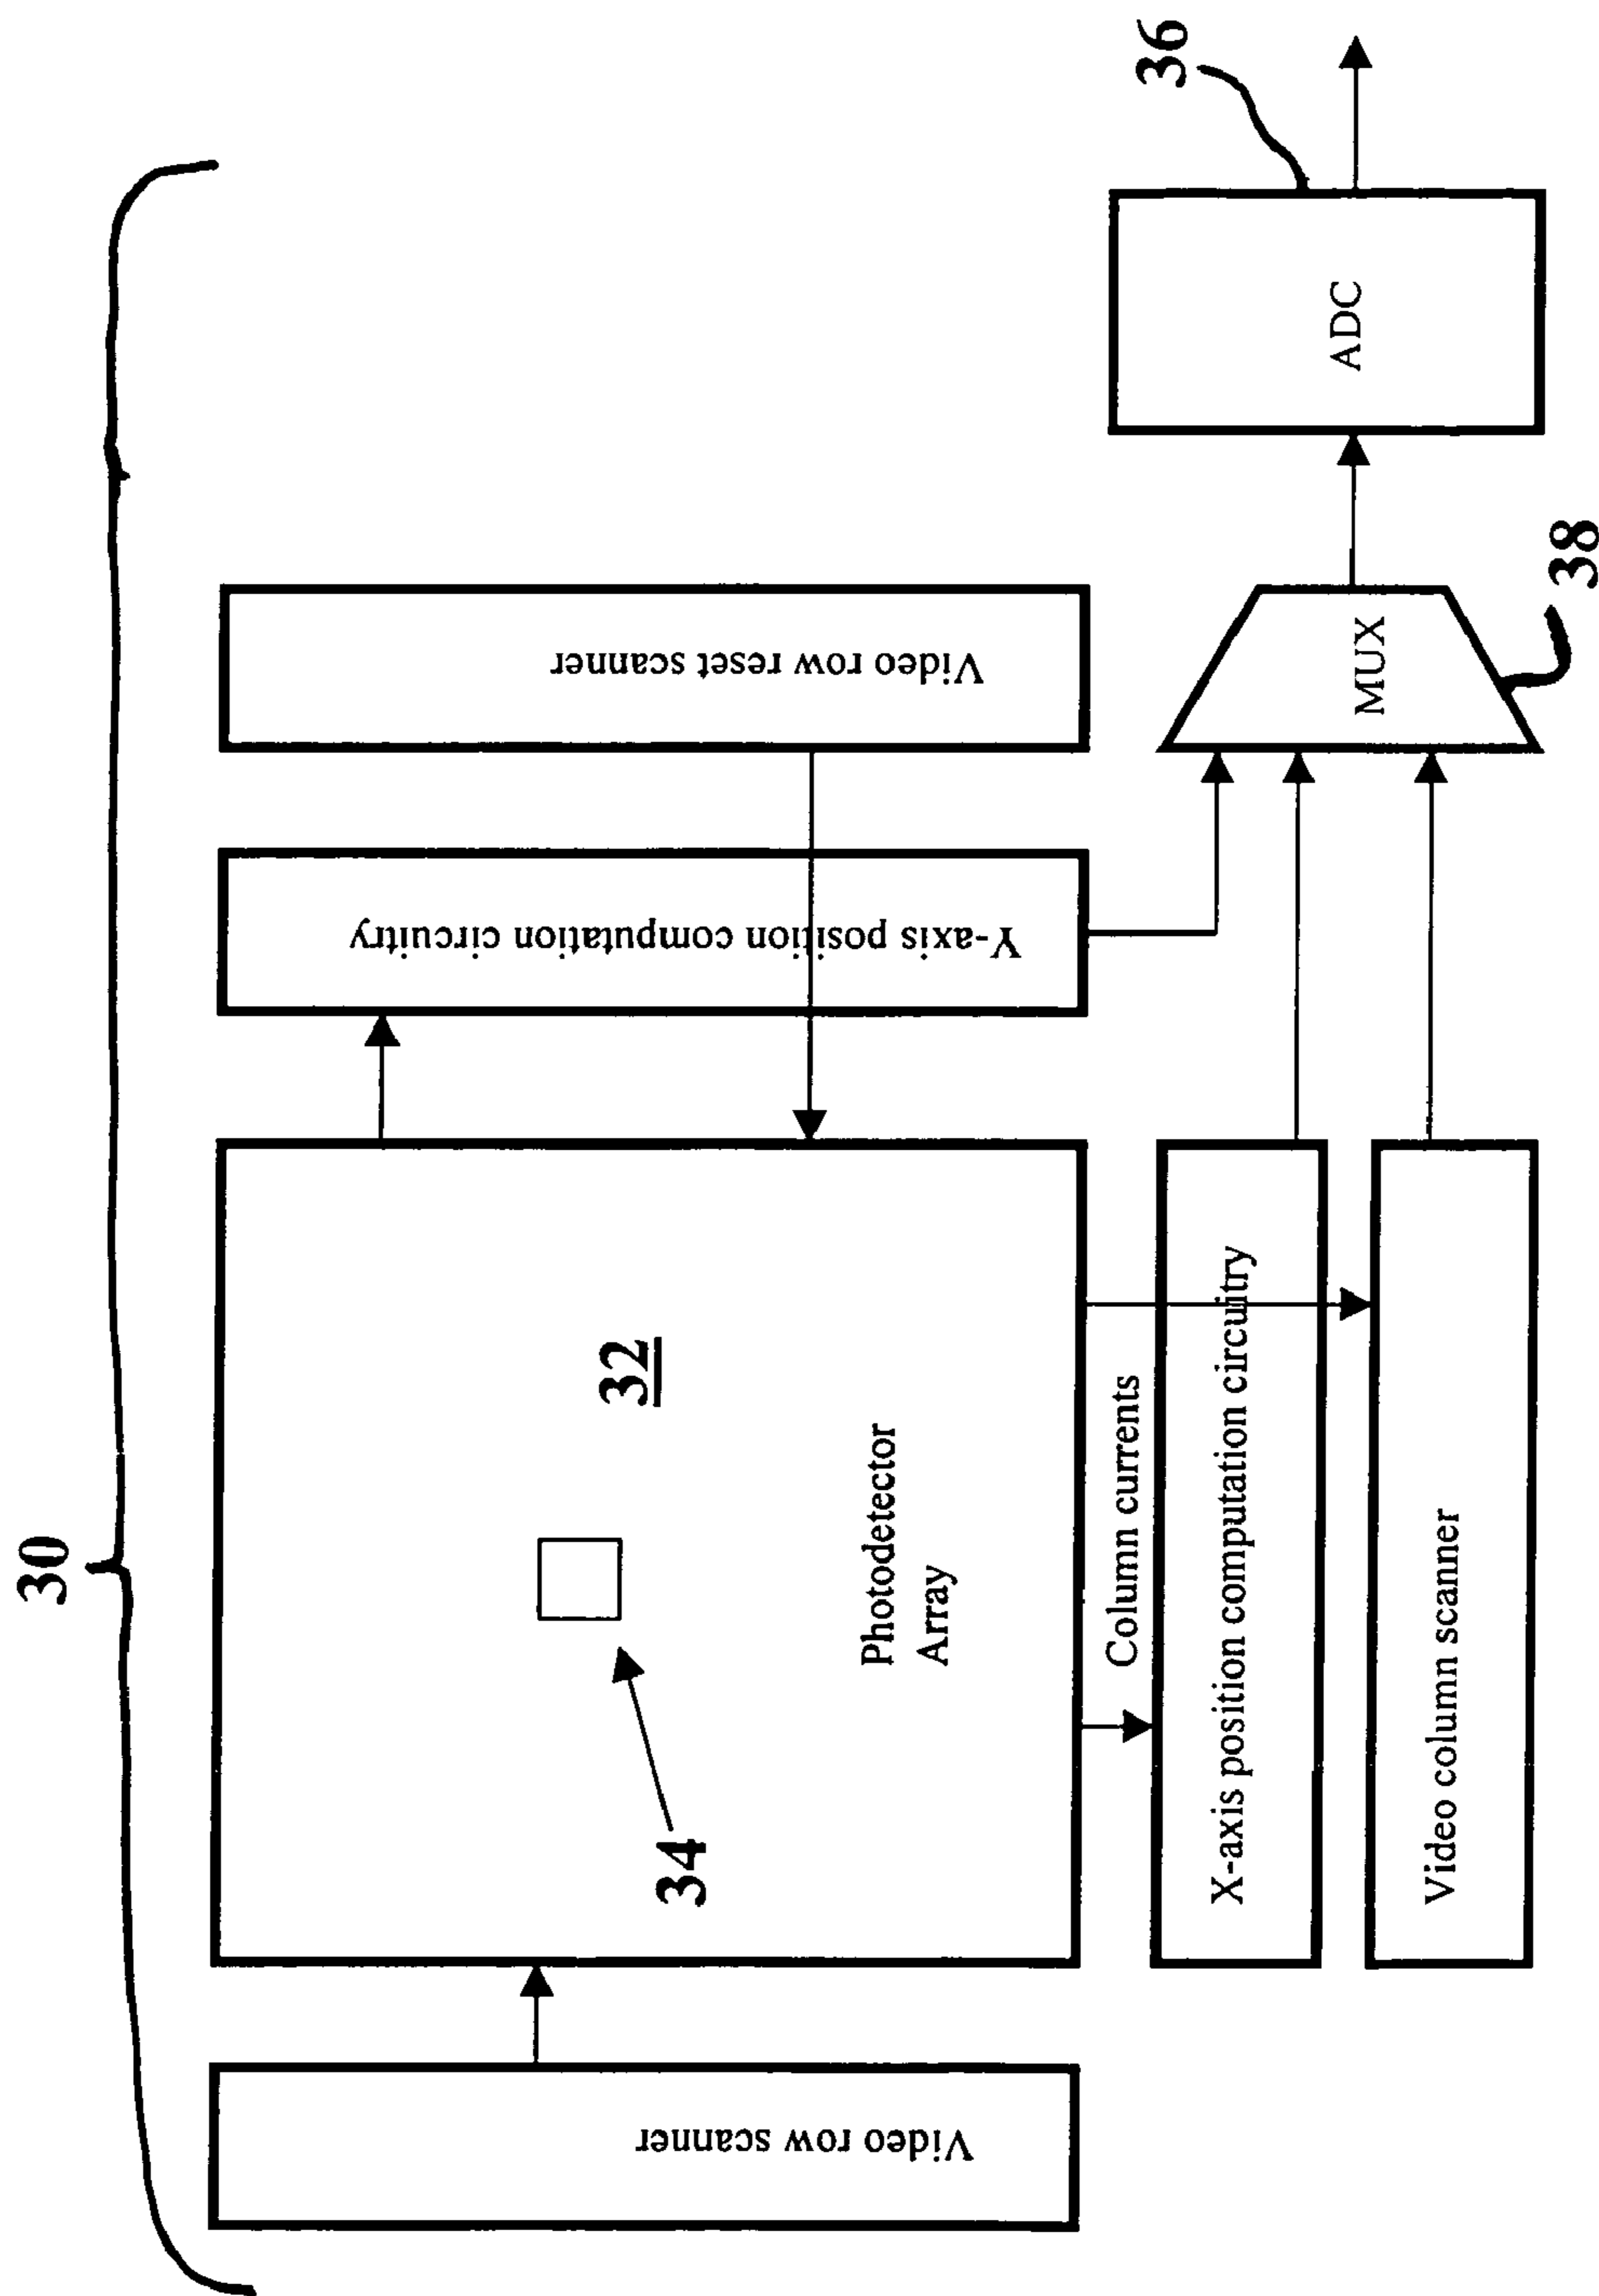 30
Video row scanner
34
32
Photodetector
Array
Column currents
X-axis position computation circuitry
Video column scanner
Y-axis position computation circuitry
Video row reset scanner
MUX
38
ADC
36